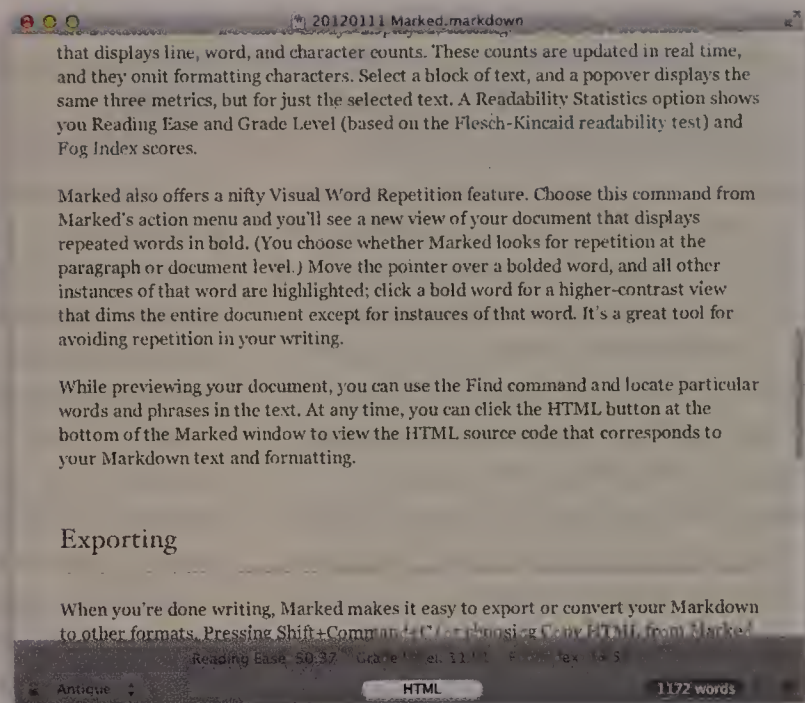 20120111 Marked.markdown
that displays line, word, and character counts. These counts are updated in real time,
and they omit formatting characters. Select a block of text, and a popover displays the
same three metrics, but for just the selected text. A Readability Statistics option shows
you Reading Ease and Grade Level (based on the Flesch-Kincaid readability test) and
Fog Index scores.
Marked also offers a nifty Visual Word Repetition feature. Choose this command from
Marked's action menu and you'll see a new view of your document that displays
repeated words in bold. (You choose whether Marked looks for repetition at the
paragraph or document level.) Move the pointer over a bolded word, and all other
instances of that word are highlighted; click a bold word for a higher-contrast view
that dims the entire document except for instances of that word. It's a great tool for
avoiding repetition in your writing.
While previewing your document, you can use the Find command and locate particular
words and phrases in the text. At any time, you can click the HTML button at the
bottom of the Marked window to view the HTML source code that corresponds to
your Markdown text and formatting.
Exporting
When you're done writing, Marked makes it easy to export or convert your Markdown
to other formats. Pressing Shift+Command+C (or choosing Copy HTML from Marked
Reading Ease 50.37
Antique HTML 1172 words